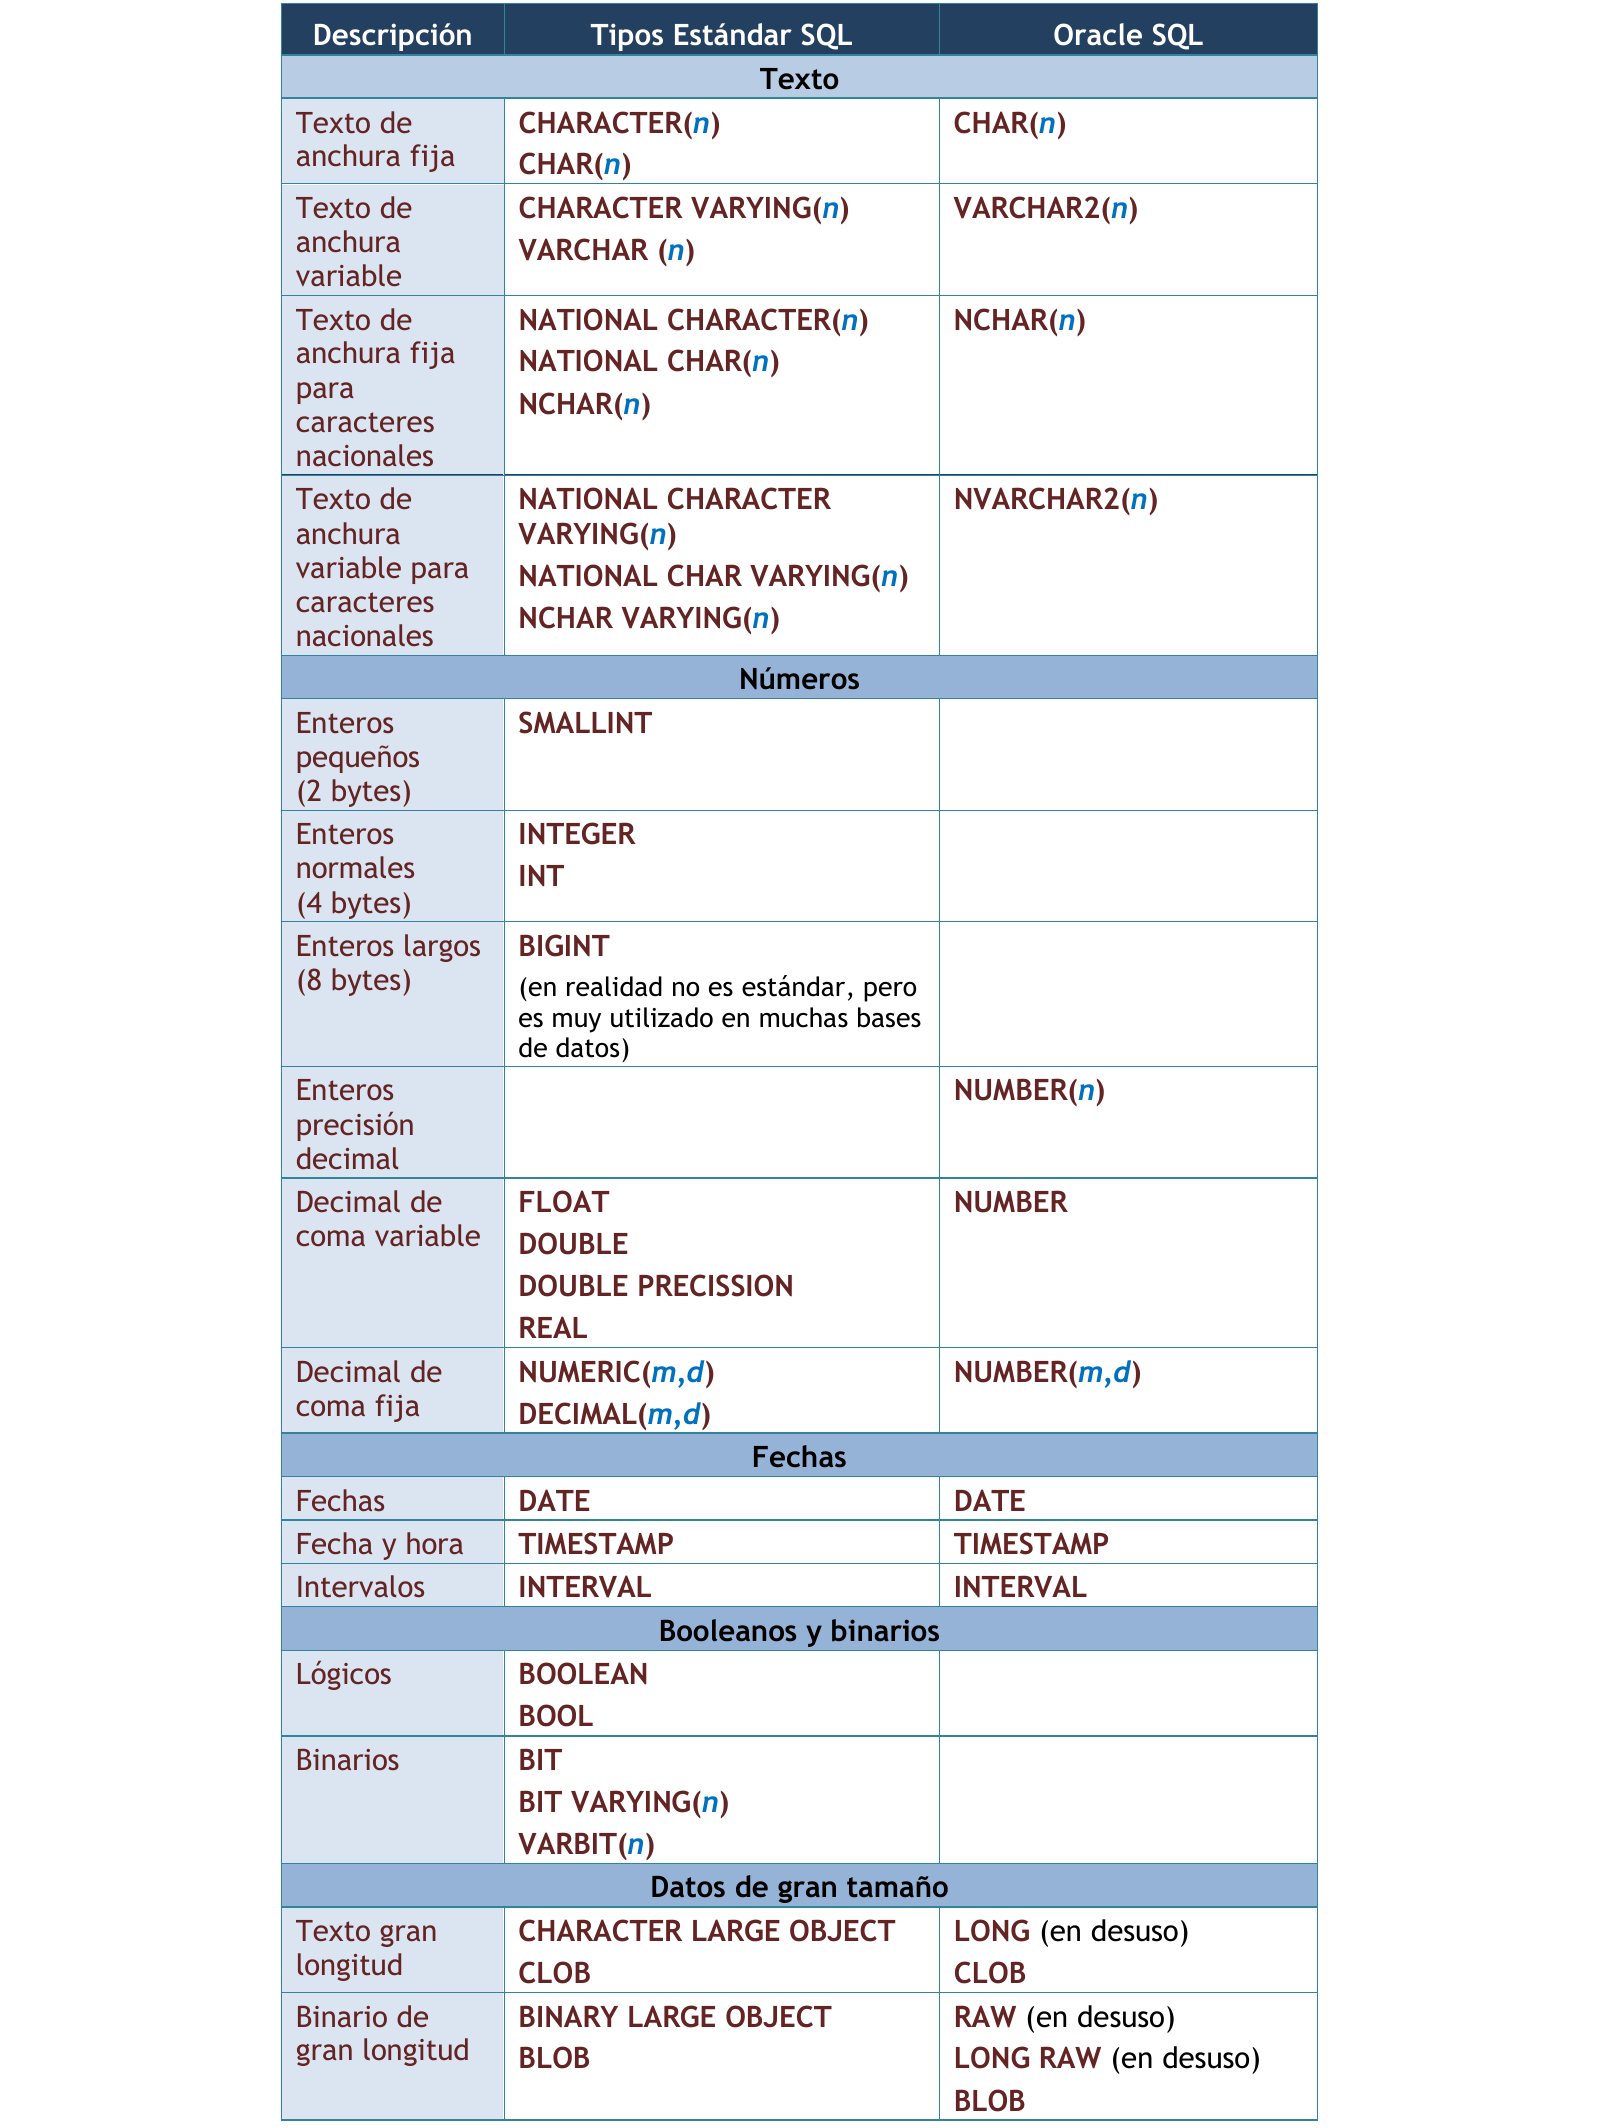 Descripción Tipos Estándar SQL Oracle SQL
Texto
Texto de anchura fija
CHARACTER(n)
CHAR(n)
CHAR(n)
Texto de
anchura
variable
CHARACTER VARYING(n)
VARCHAR (n)
VARCHAR2(n)
Texto de
anchura fija
para
caracteres
nacionales
NATIONAL CHARACTER(n)
NATIONAL CHAR(n)
NCHAR(n)
NCHAR(n)
Texto de
anchura
variable para
caracteres
nacionales
NATIONAL CHARACTER
VARYING(n)
NATIONAL CHAR VARYING(n)
NCHAR VARYING(n)
NVARCHAR2(n)
Números
Enteros
pequeños
(2 bytes)
SMALLINT
Enteros
normales
(4 bytes)
INTEGER
INT
Enteros largos
(8 bytes)
BIGINT
(en realidad no es estándar, pero
es muy utilizado en muchas bases
de datos)
Enteros
precisión
decimal
NUMBER(n)
Decimal de
coma variable
FLOAT
DOUBLE
DOUBLE PRECISSION
REAL
NUMBER
Decimal de
coma fija
NUMERIC(m,d)
DECIMAL(m,d)
NUMBER(m,d)
Fechas
Fechas DATE DATE
Fecha y hora TIMESTAMP TIMESTAMP
Intervalos INTERVAL INTERVAL
Booleanos y binarios
Lógicos
BOOLEAN
BOOL
Binarios
BIT
BIT VARYING(n)
VARBIT(n)
Datos de gran tamaño
Texto gran
longitud
CHARACTER LARGE OBJECT
CLOB
LONG (en desuso)
CLOB
Binario de
gran longitud
BINARY LARGE OBJECT
BLOB
RAW (en desuso)
LONG RAW (en desuso)
BLOB